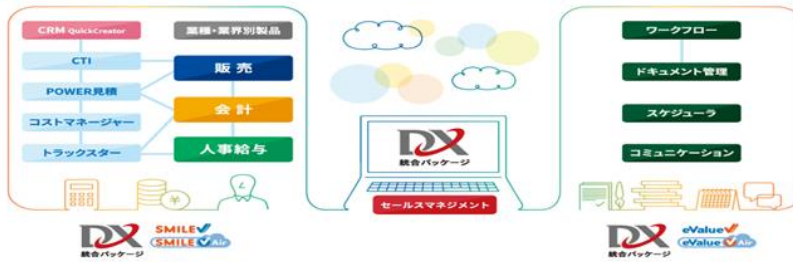 CRM QuickCreator
業種・業界別製品
CTI
POWER見積
コストマネージャー
トラックスター
販売
会計
人事給与
DX
統合パッケージ
セールスマネジメント
ワークフロー
ドキュメント管理
スケジューラ
コミュニケーション
¥
DX
統合パッケージ
SMILE V
SMILE V Air
DX
統合パッケージ
eValue V
eValue V Air